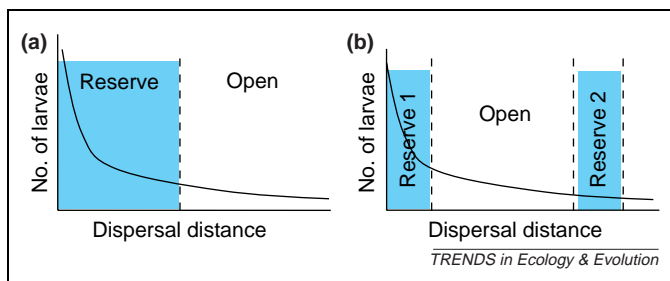 (a)
No. of larvae
Reserve
Open
Dispersal distance
(b)
No. of larvae
Reserve 1
Open
Reserve 2
Dispersal distance
TRENDS in Ecology & Evolution